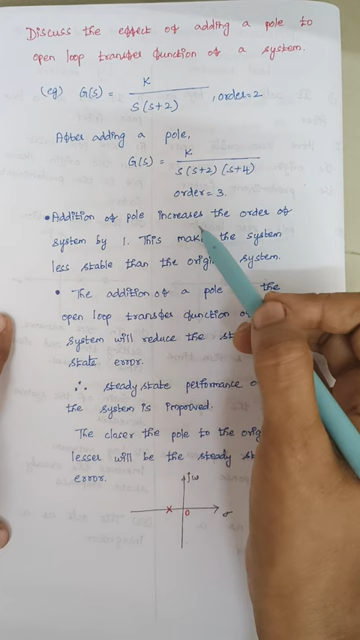 Discuss the effect of adding a pole to
open loop transfer function of a system.
(eg) G(s) = K / S(S+2) , order=2
After adding a pole,
G(s) = K / S(S+2)(S+4)
order=3.
• Addition of pole increases the order of
system by 1. This the system
less stable than the system.
• The addition of a pole the
open loop transfer function
system will reduce the
state error.
∴ steady state performance
the system is improved.
The closer the pole to the
lesser will be the steady
error.
jω
× 0 σ